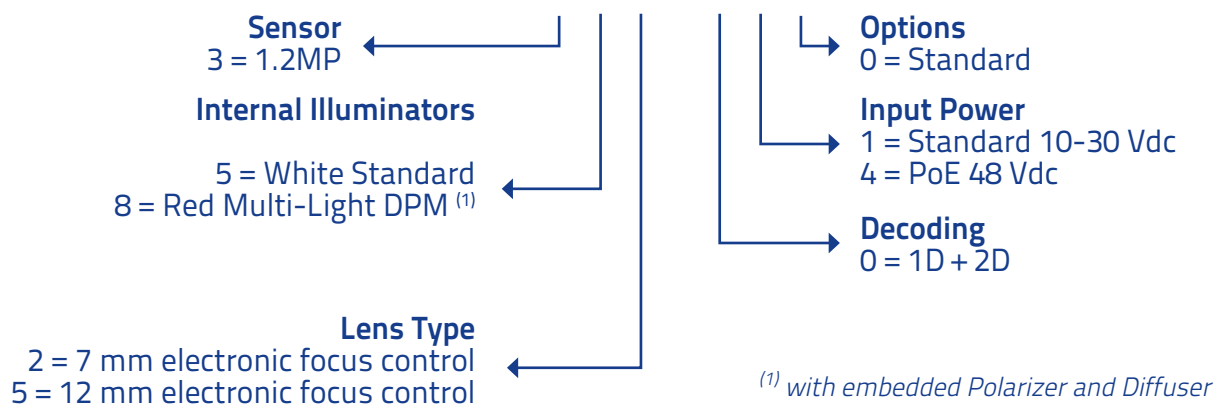 Sensor
3 = 1.2MP
Internal Illuminators
5 = White Standard
8 = Red Multi-Light DPM (1)
Lens Type
2 = 7 mm electronic focus control
5 = 12 mm electronic focus control
Options
0 = Standard
Input Power
1 = Standard 10-30 Vdc
4 = PoE 48 Vdc
Decoding
0 = 1D + 2D
(1) with embedded Polarizer and Diffuser